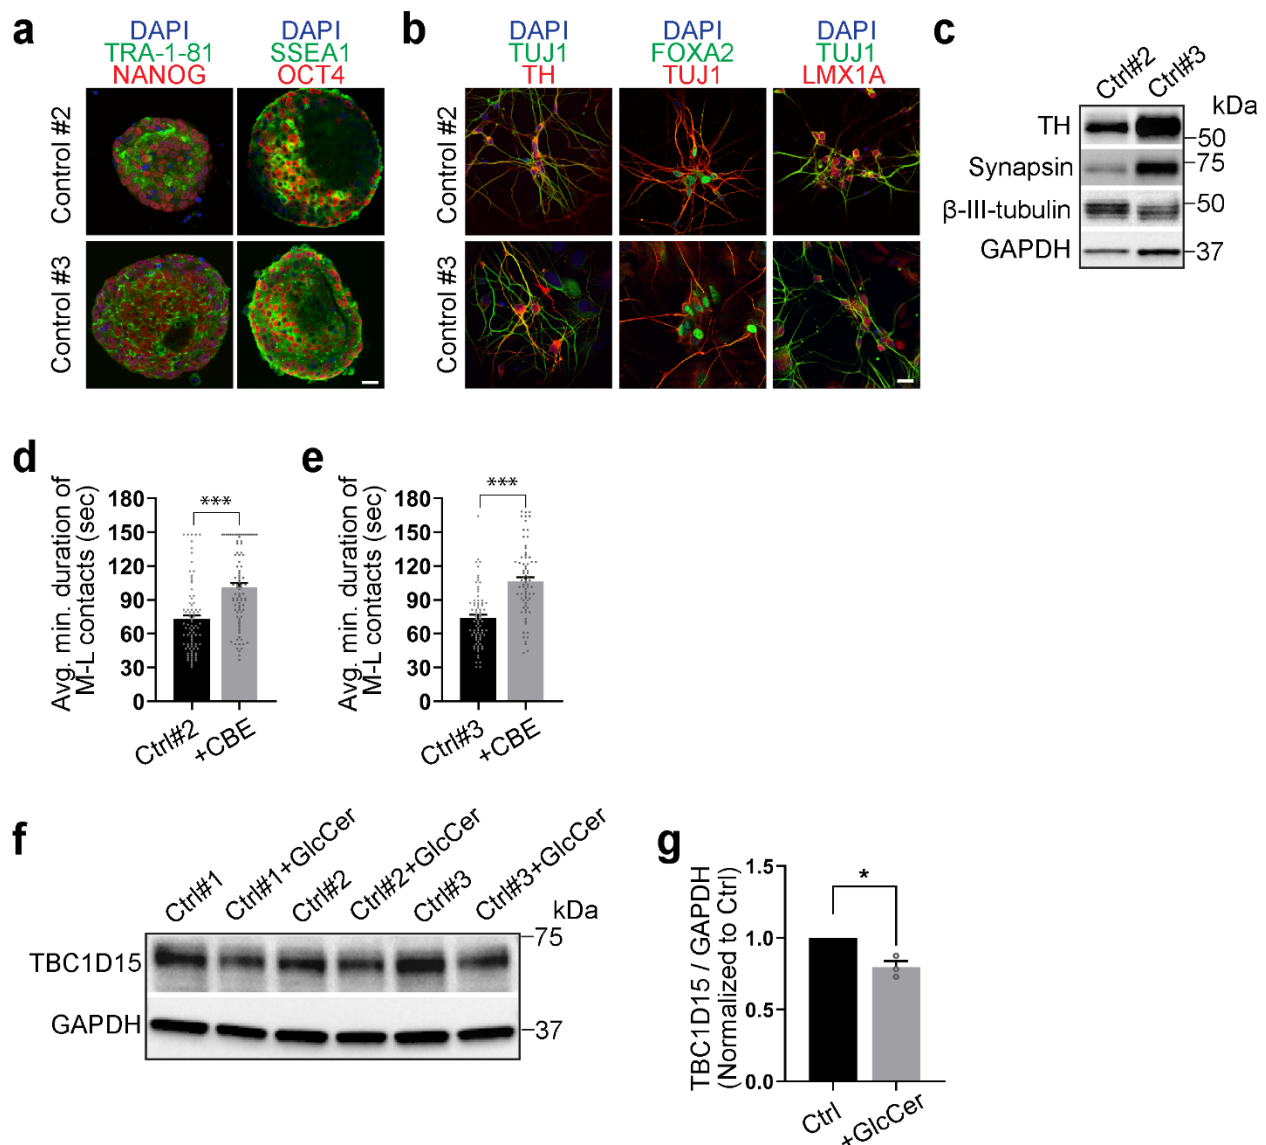 a
DAPI
TRA-1-81
NANOG
DAPI
SSEA1
OCT4
Control #2
Control #3
b
DAPI
TUJ1
TH
DAPI
FOXA2
TUJ1
DAPI
TUJ1
LMX1A
Control #2
Control #3
c
Ctrl#2
Ctrl#3
kDa
TH
50
Synapsin
75
β-III-tubulin
50
GAPDH
37
d
Avg. min. duration of
M-L contacts (sec)
180
150
120
90
60
30
0
***
Ctrl#2
+CBE
e
Avg. min. duration of
M-L contacts (sec)
180
150
120
90
60
30
0
***
Ctrl#3
+CBE
f
Ctrl#1
Ctrl#1+GlcCer
Ctrl#2
Ctrl#2+GlcCer
Ctrl#3
Ctrl#3+GlcCer
kDa
75
TBC1D15
GAPDH
37
g
TBC1D15 / GAPDH
(Normalized to Ctrl)
1.5
1.0
0.5
0.0
*
Ctrl
+GlcCer